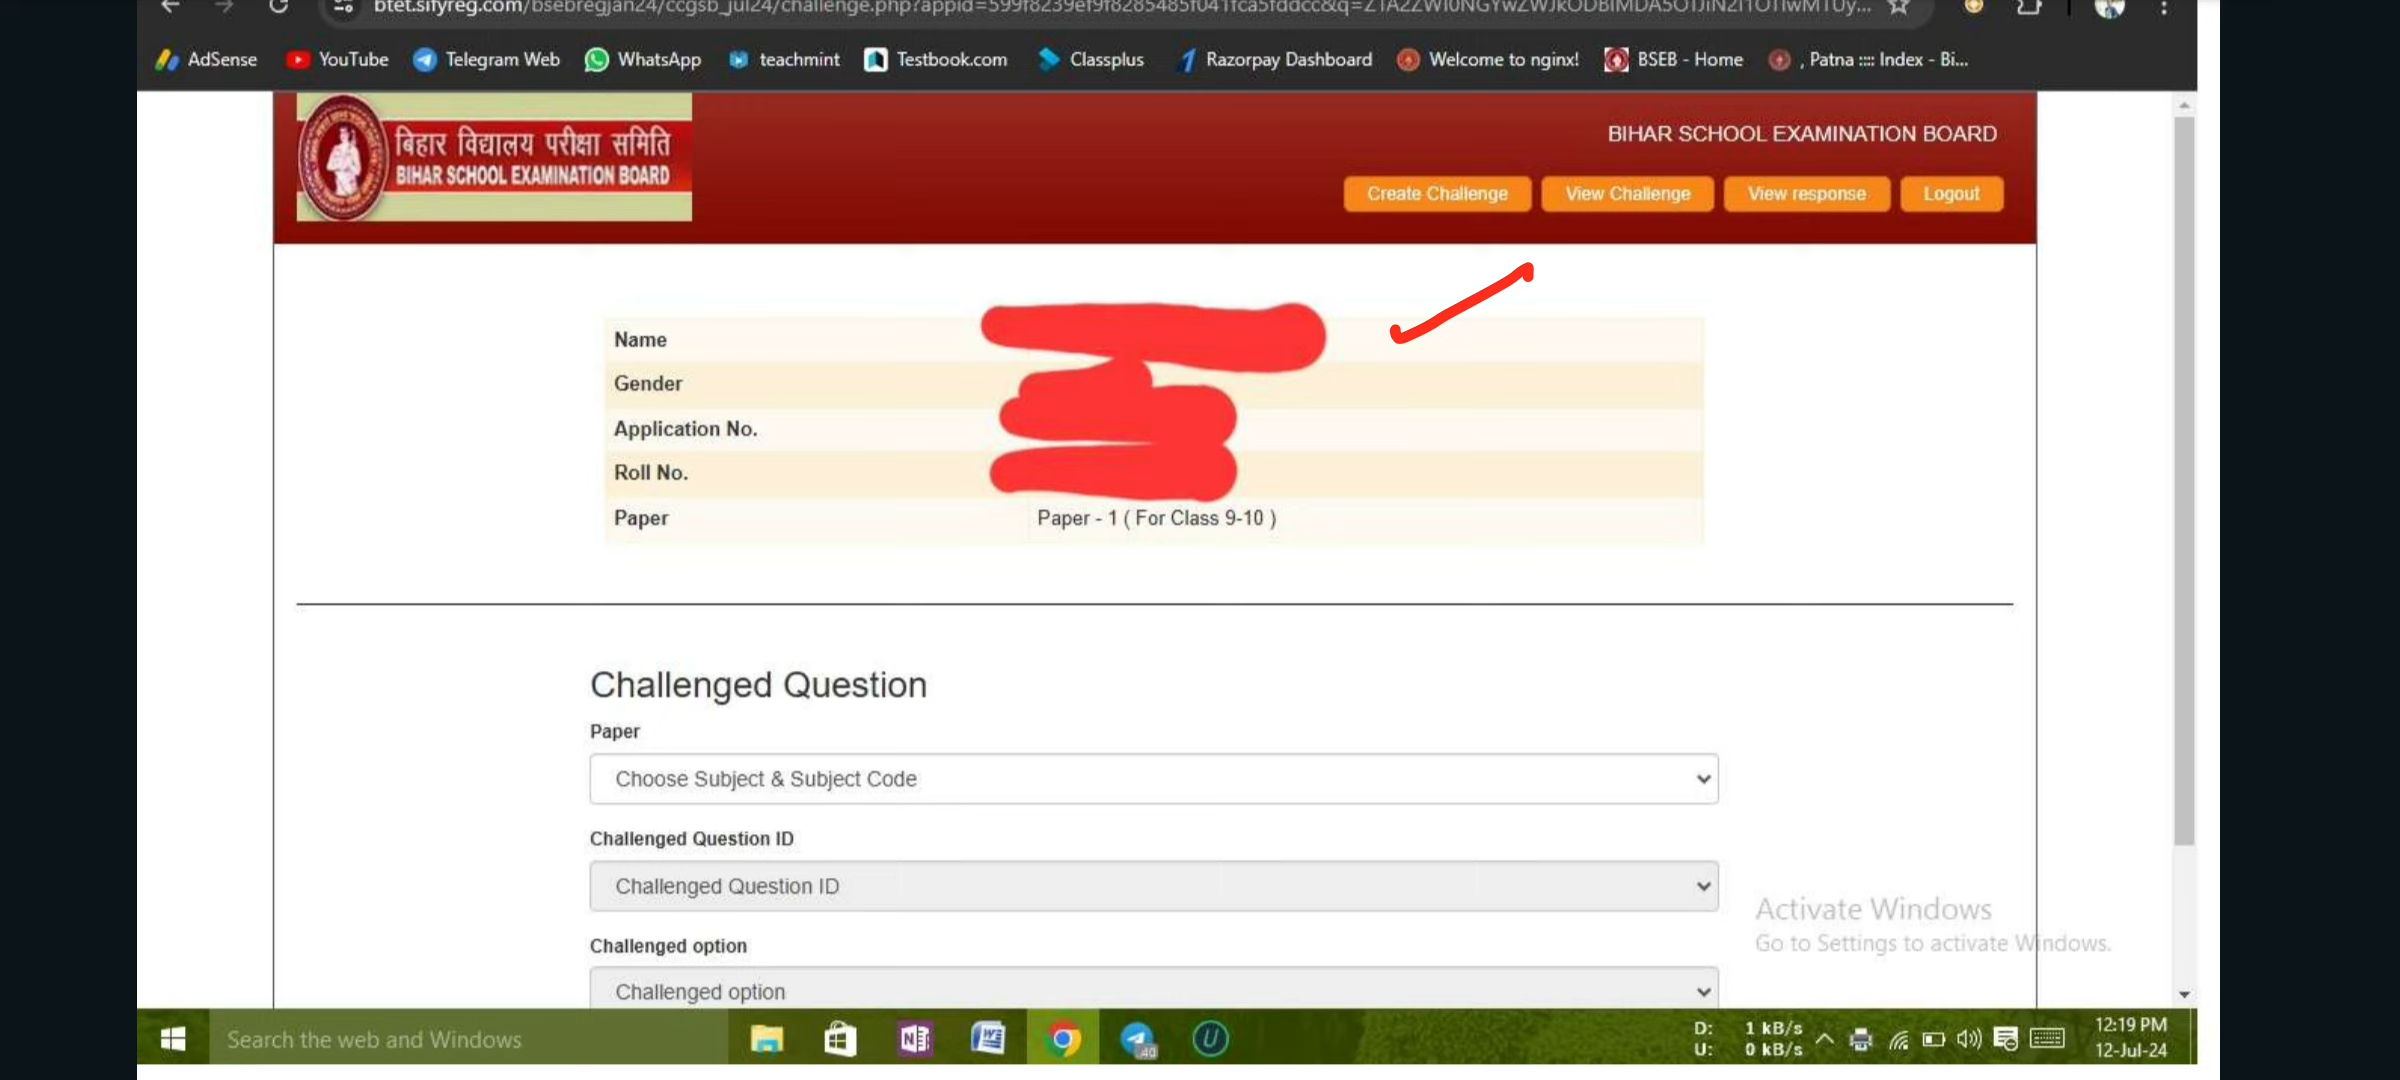 btet.sifyreg.com/bsebregjan24/ccgsb_jul24/challenge.php?appid=
AdSense YouTube Telegram Web WhatsApp teachmint Testbook.com Classplus Razorpay Dashboard Welcome to nginx! BSEB - Home , Patna :::: Index - Bi...
बिहार विद्यालय परीक्षा समिति
BIHAR SCHOOL EXAMINATION BOARD
BIHAR SCHOOL EXAMINATION BOARD
Create Challenge View Challenge View response Logout
Name
Gender
Application No.
Roll No.
Paper Paper - 1 ( For Class 9-10 )
Challenged Question
Paper
Choose Subject & Subject Code
Challenged Question ID
Challenged Question ID
Challenged option
Challenged option
Activate Windows
Go to Settings to activate Windows.
Search the web and Windows
40
D: 1 kB/s
U: 0 kB/s
12:19 PM
12-Jul-24